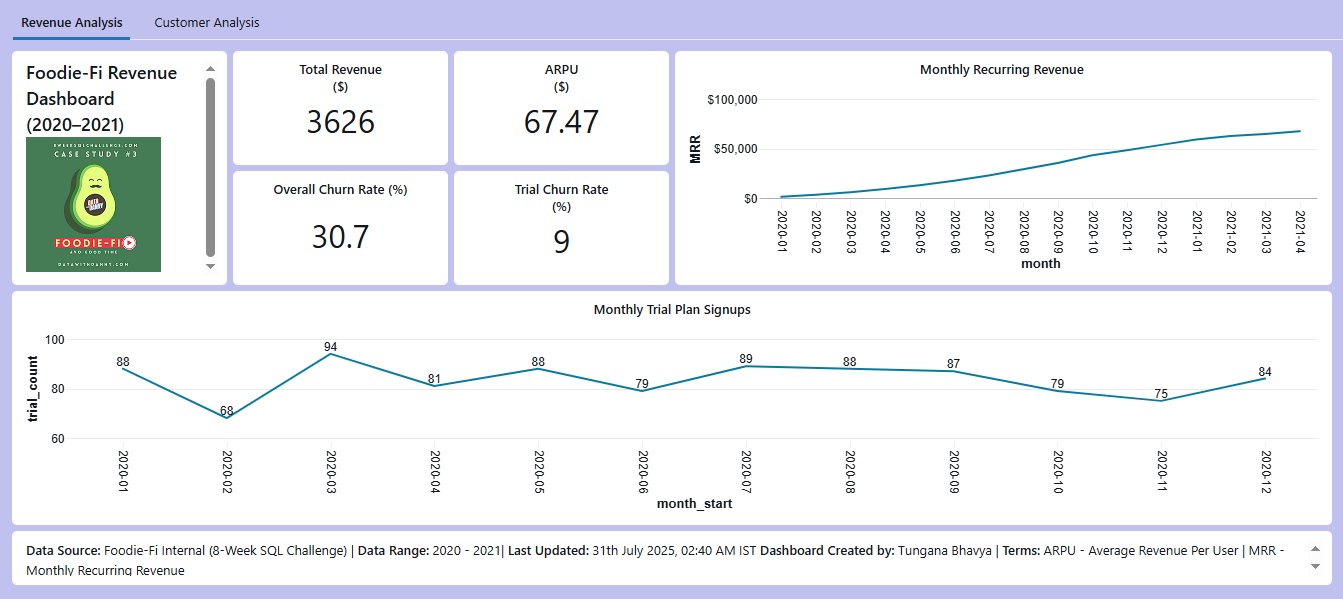 Revenue Analysis
Customer Analysis
Foodie-Fi Revenue
Dashboard
(2020–2021)
8WEEKSQLCHALLENGE.COM
CASE STUDY #3
DATA
WITH
DANNY
FOODIE-FI
AVO GOOD TIME
DATAWITHDANNY.COM
Total Revenue
($)
3626
ARPU
($)
67.47
Overall Churn Rate (%)
30.7
Trial Churn Rate
(%)
9
Monthly Recurring Revenue
$100,000
$50,000
$0
MRR
2020-01
2020-02
2020-03
2020-04
2020-05
2020-06
2020-07
2020-08
2020-09
2020-10
2020-11
2020-12
2021-01
2021-02
2021-03
2021-04
month
Monthly Trial Plan Signups
100
80
60
trial_count
88
68
94
81
88
79
89
88
87
79
75
84
2020-01
2020-02
2020-03
2020-04
2020-05
2020-06
2020-07
2020-08
2020-09
2020-10
2020-11
2020-12
month_start
Data Source: Foodie-Fi Internal (8-Week SQL Challenge) | Data Range: 2020 - 2021| Last Updated: 31th July 2025, 02:40 AM IST Dashboard Created by: Tungana Bhavya | Terms: ARPU - Average Revenue Per User | MRR -
Monthly Recurring Revenue